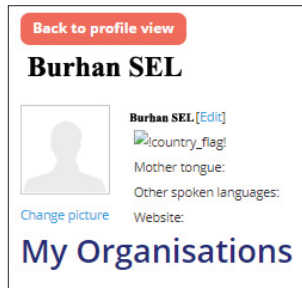 Back to profile view
Burhan SEL
Burhan SEL [Edit]
!country_flag!
Mother tongue:
Other spoken languages:
Change picture
Website:
My Organisations